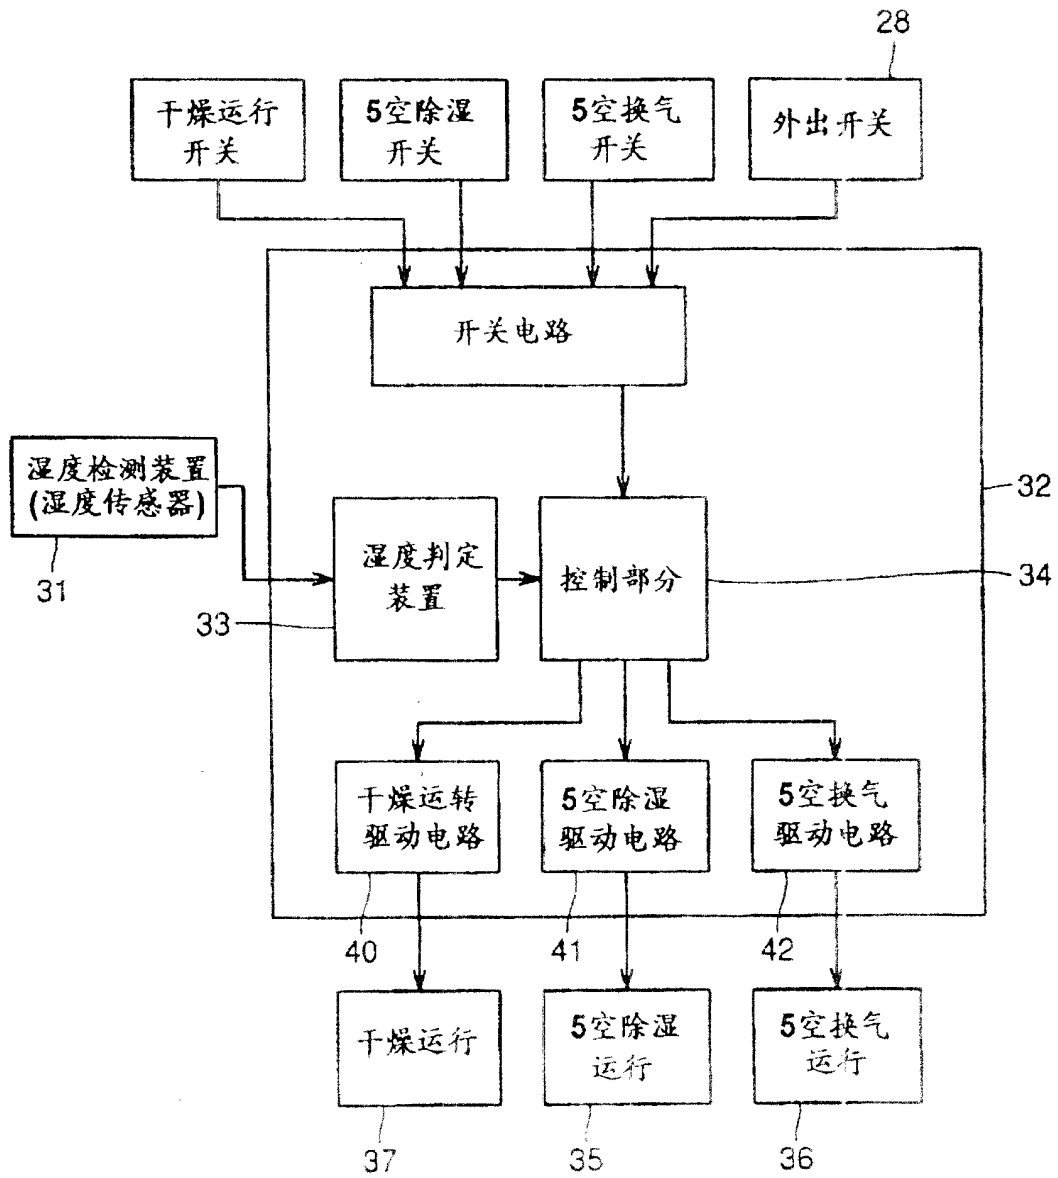 28
干燥运行
开关
5空除湿
开关
5空换气
开关
外出开关
开关电路
湿度检测装置
(湿度传感器)
31
32
湿度判定
装置
33
控制部分
34
干燥运转
驱动电路
5空除湿
驱动电路
5空换气
驱动电路
40
41
42
干燥运行
5空除湿
运行
5空换气
运行
37
35
36